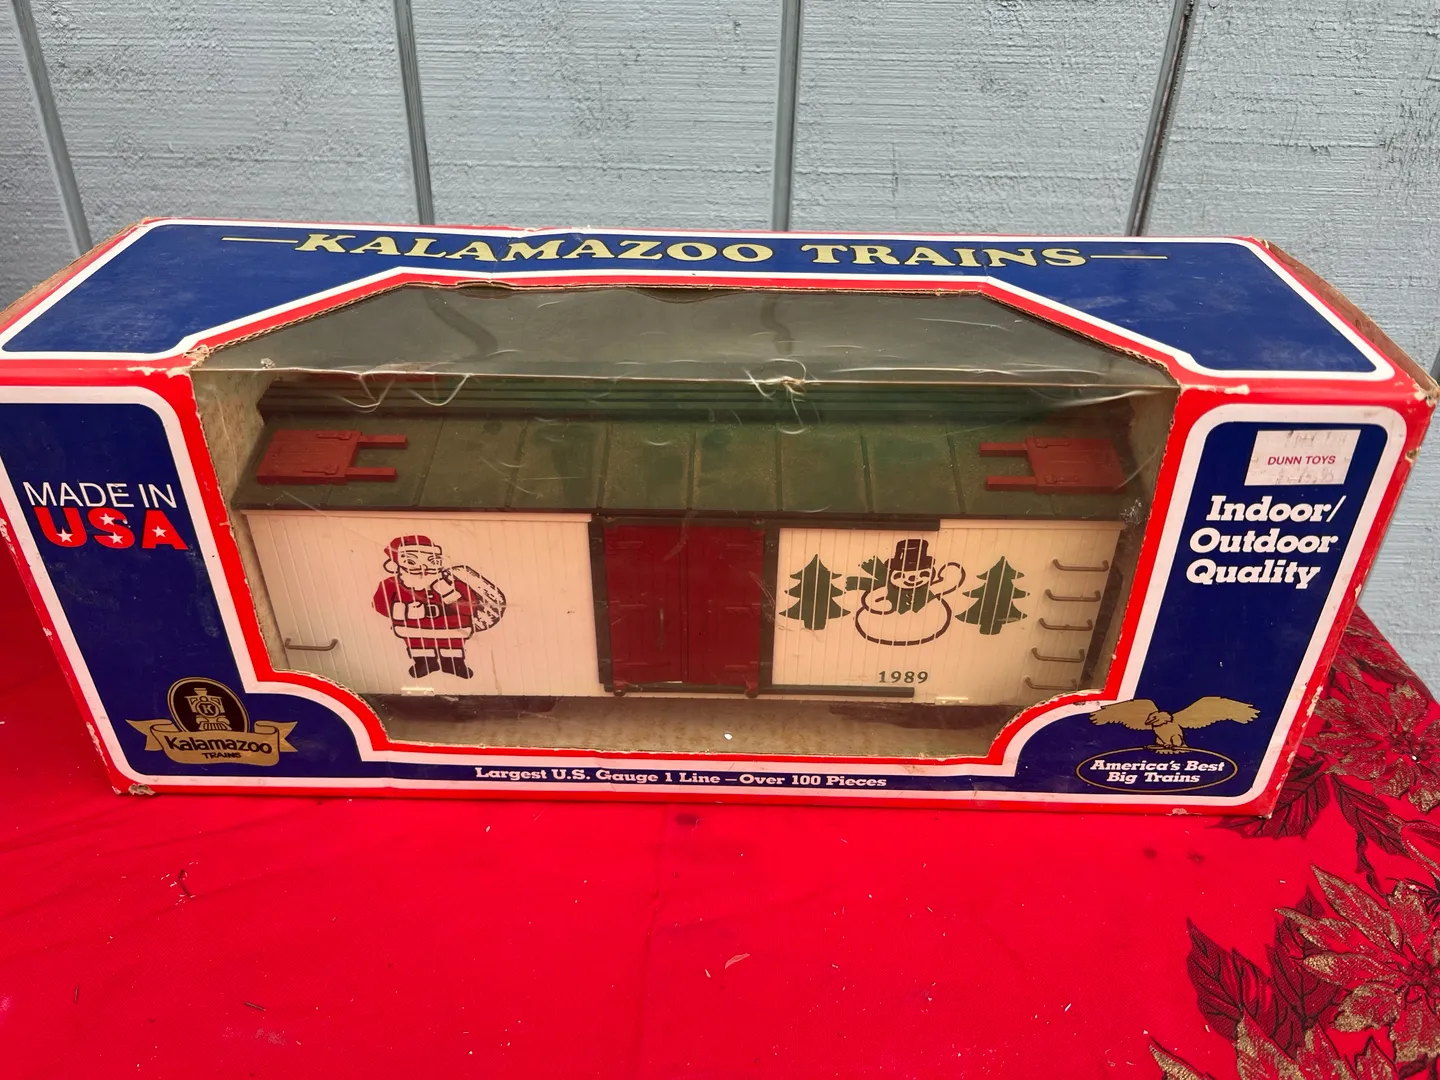 —KALAMAZOO TRAINS—
MADE IN
USA
DUNN TOYS
Indoor/
Outdoor
Quality
1989
K
Kalamazoo
TRAINS
Largest U.S. Gauge 1 Line—Over 100 Pieces
America's Best
Big Trains